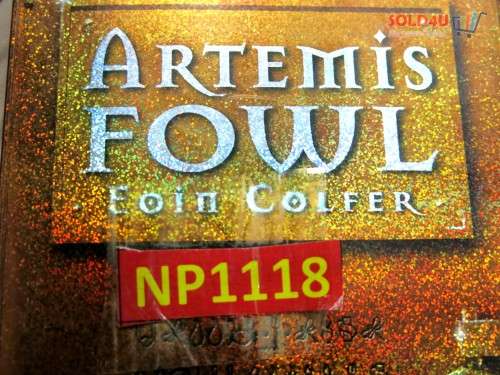 SOLD4U
ARTEMIS
FOWL
EOIN COLFER
NP1118